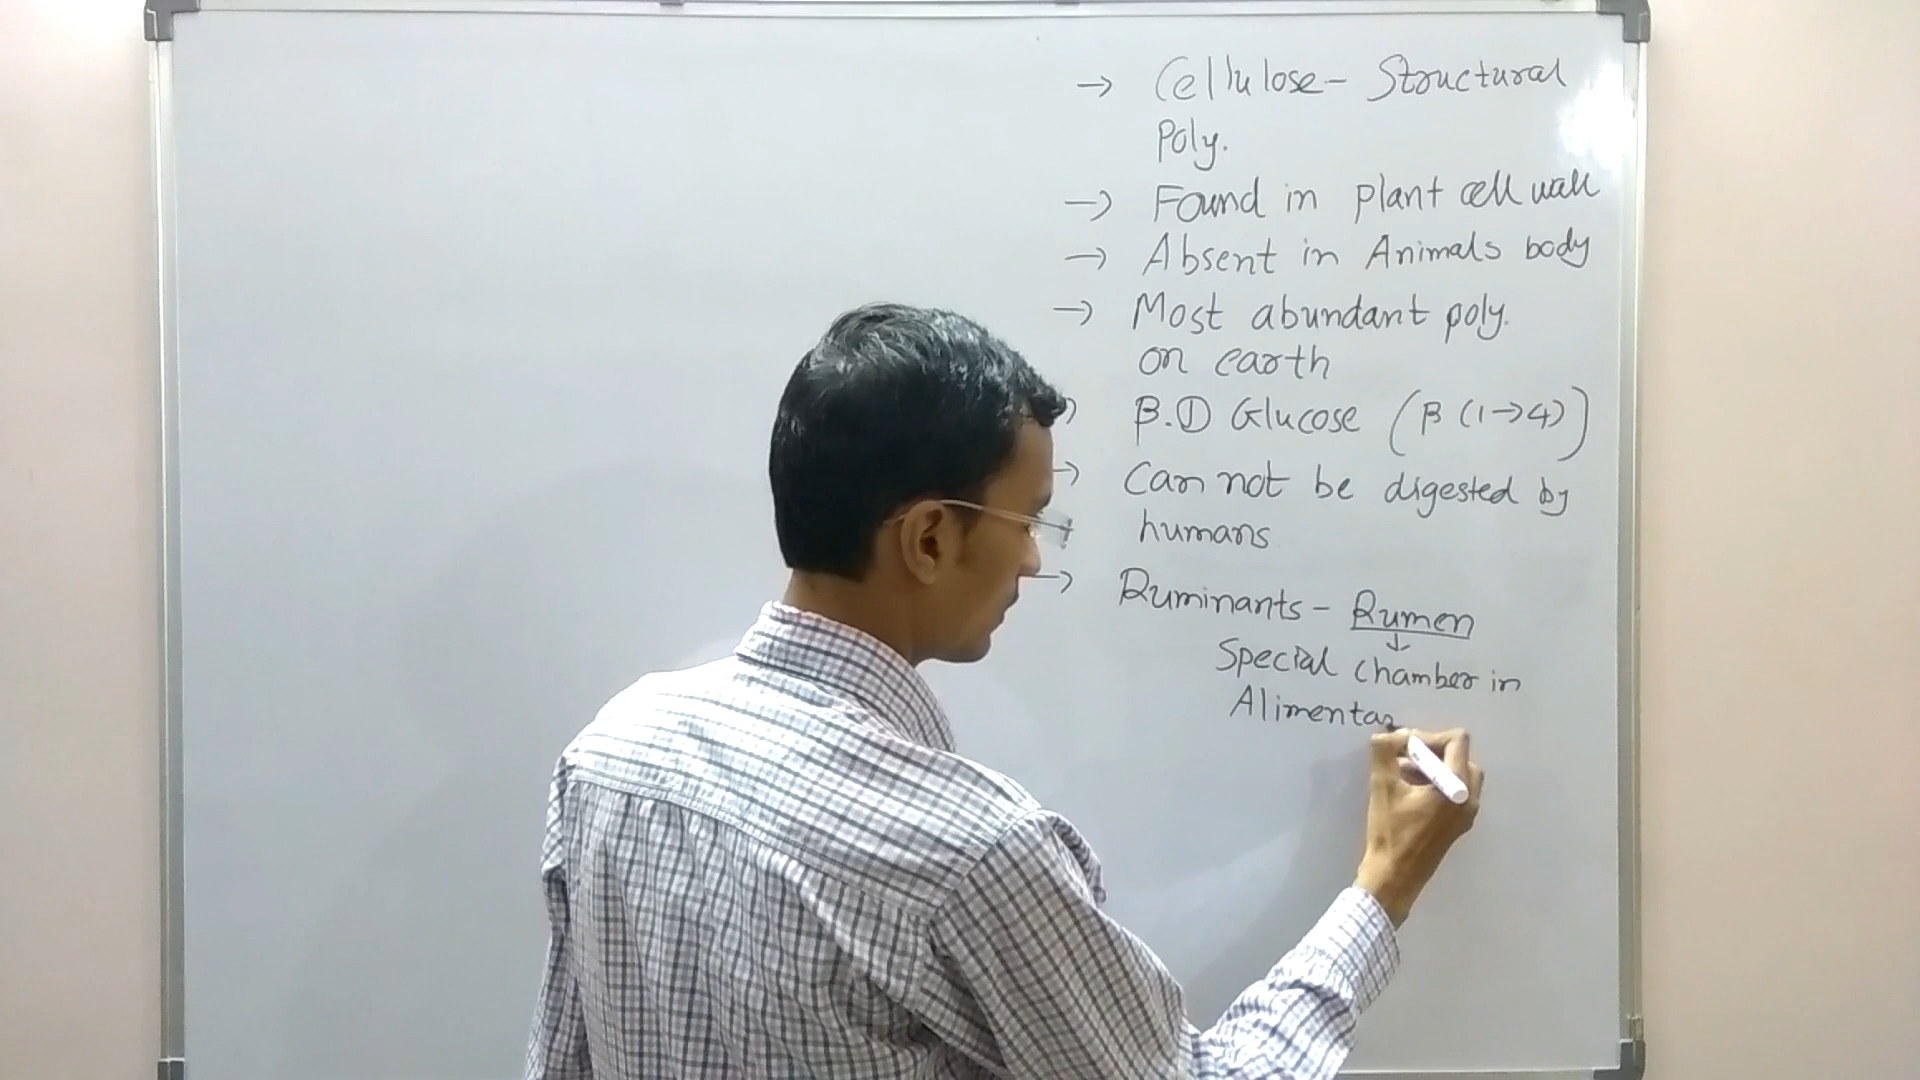 → Cellulose - Structural
Poly.
→ Found in plant cell wall
→ Absent in Animals body
→ Most abundant poly.
on earth
→ β.D Glucose (β (1→4))
→ Can not be digested by
humans
→ Ruminants - Rumen
↓
Special chamber in
Alimentar